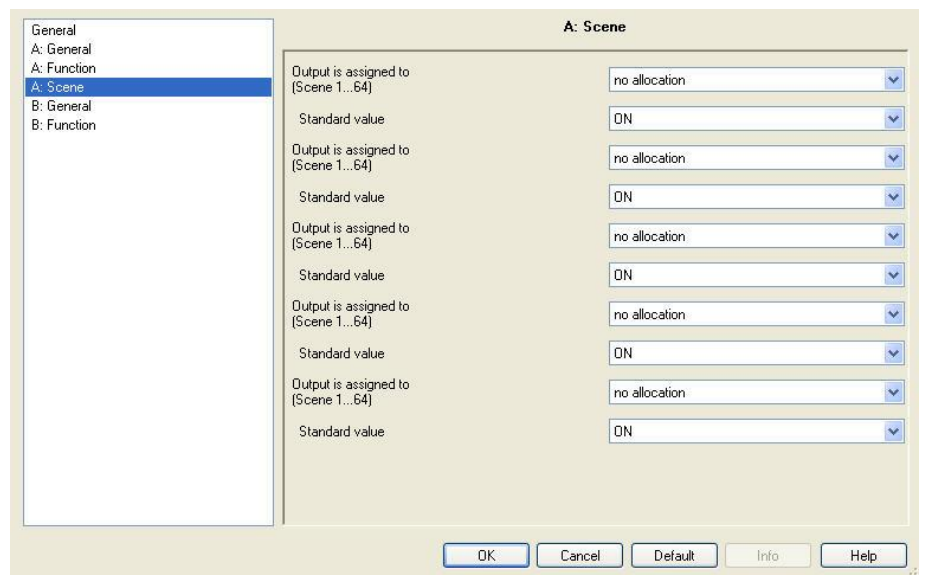 General
A: General
A: Function
A: Scene
B: General
B: Function
A: Scene
Output is assigned to
(Scene 1...64)
no allocation
Standard value
ON
Output is assigned to
(Scene 1...64)
no allocation
Standard value
ON
Output is assigned to
(Scene 1...64)
no allocation
Standard value
ON
Output is assigned to
(Scene 1...64)
no allocation
Standard value
ON
Output is assigned to
(Scene 1...64)
no allocation
Standard value
ON
OK
Cancel
Default
Info
Help